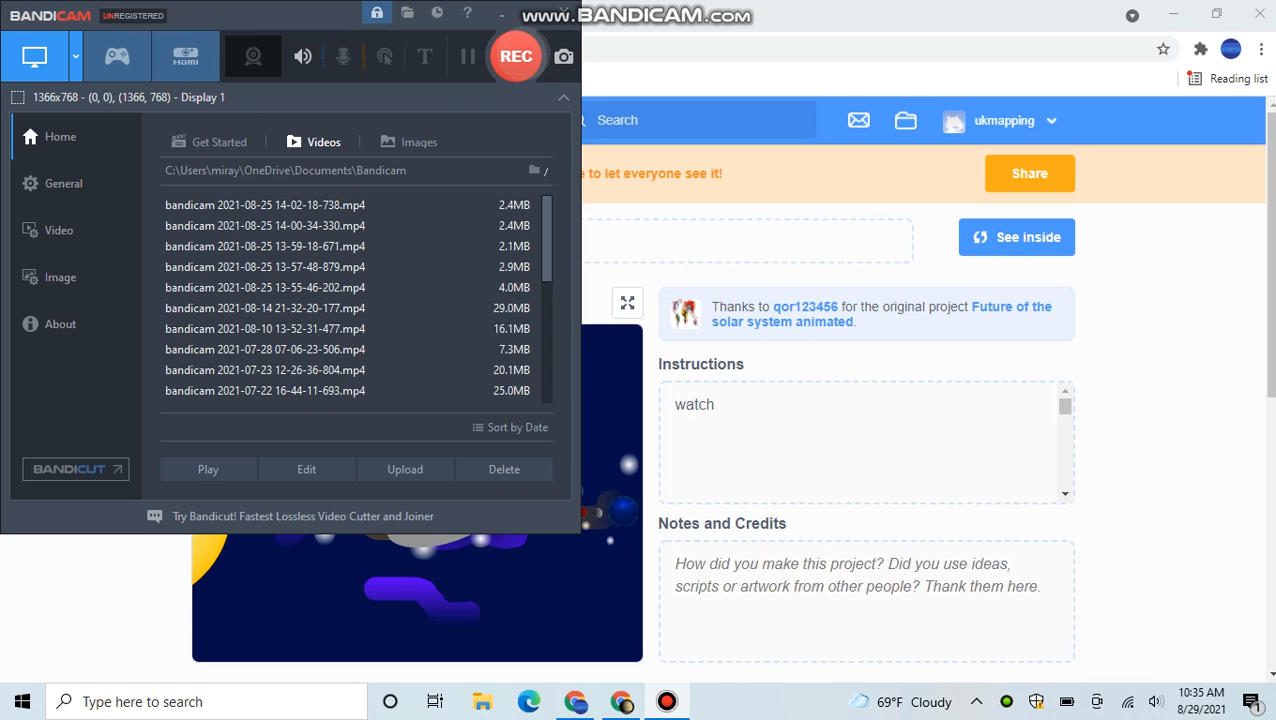 BANDICAM UNREGISTERED
www.BANDICAM.com
HDMI
T
REC
Reading list
1366x768 - (0, 0), (1366, 768) - Display 1
Search
ukmapping
Home
General
Video
Image
About
Get Started
Videos
Images
C:\Users\miray\OneDrive\Documents\Bandicam
/
bandicam 2021-08-25 14-02-18-738.mp4 2.4MB
bandicam 2021-08-25 14-00-34-330.mp4 2.4MB
bandicam 2021-08-25 13-59-18-671.mp4 2.1MB
bandicam 2021-08-25 13-57-48-879.mp4 2.9MB
bandicam 2021-08-25 13-55-46-202.mp4 4.0MB
bandicam 2021-08-14 21-32-20-177.mp4 29.0MB
bandicam 2021-08-10 13-52-31-477.mp4 16.1MB
bandicam 2021-07-28 07-06-23-506.mp4 7.3MB
bandicam 2021-07-23 12-26-36-804.mp4 20.1MB
bandicam 2021-07-22 16-44-11-693.mp4 25.0MB
Sort by Date
BANDICUT
Play
Edit
Upload
Delete
Try Bandicut! Fastest Lossless Video Cutter and Joiner
e to let everyone see it!
Share
See inside
Thanks to qor123456 for the original project Future of the
solar system animated.
Instructions
watch
Notes and Credits
How did you make this project? Did you use ideas,
scripts or artwork from other people? Thank them here.
Type here to search
69°F Cloudy
10:35 AM
8/29/2021
1